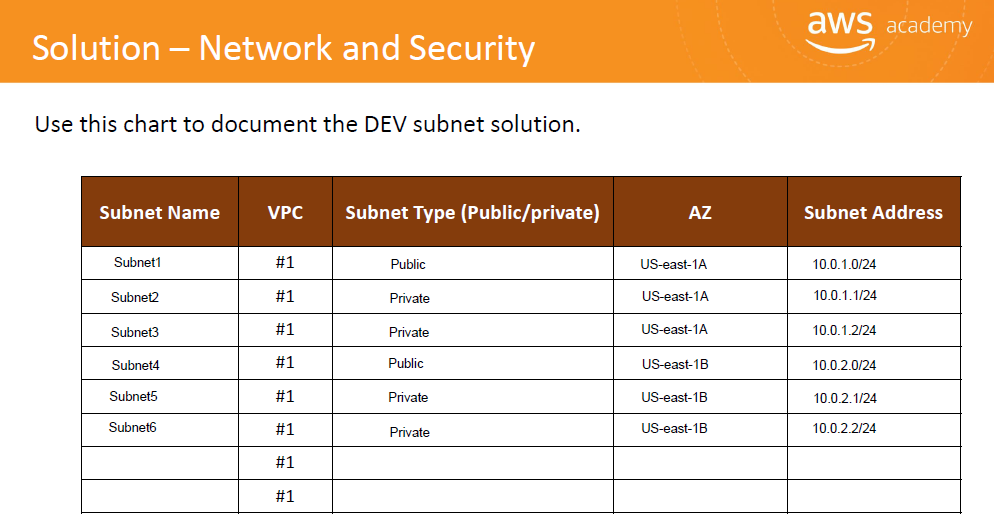 Solution – Network and Security
aws academy
Use this chart to document the DEV subnet solution.
Subnet Name VPC Subnet Type (Public/private) AZ Subnet Address
Subnet1 #1 Public US-east-1A 10.0.1.0/24
Subnet2 #1 Private US-east-1A 10.0.1.1/24
Subnet3 #1 Private US-east-1A 10.0.1.2/24
Subnet4 #1 Public US-east-1B 10.0.2.0/24
Subnet5 #1 Private US-east-1B 10.0.2.1/24
Subnet6 #1 Private US-east-1B 10.0.2.2/24
#1
#1